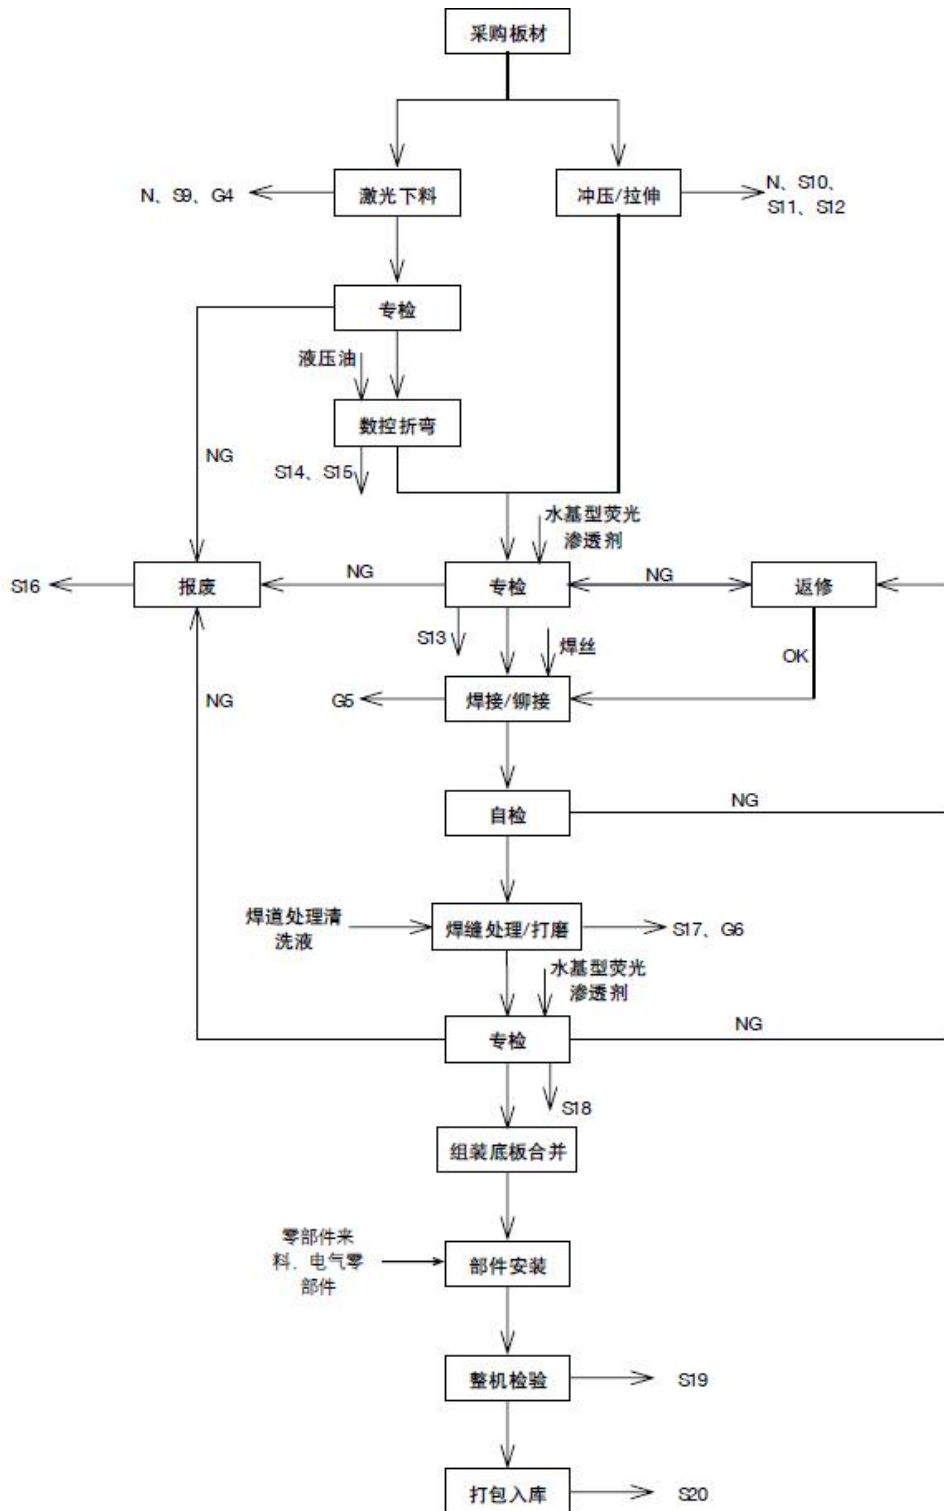 采购板材
激光下料
N、S9、G4
冲压/拉伸
N、S10、
S11、S12
专检
液压油
数控折弯
NG
S14、S15
水基型荧光
渗透剂
S16
报废
NG
专检
NG
返修
S13
焊丝
OK
NG
G5
焊接/铆接
自检
NG
焊道处理清
洗液
焊缝处理/打磨
S17、G6
水基型荧光
渗透剂
专检
NG
S18
组装底板合并
零部件来
料、电气零
部件
部件安装
整机检验
S19
打包入库
S20